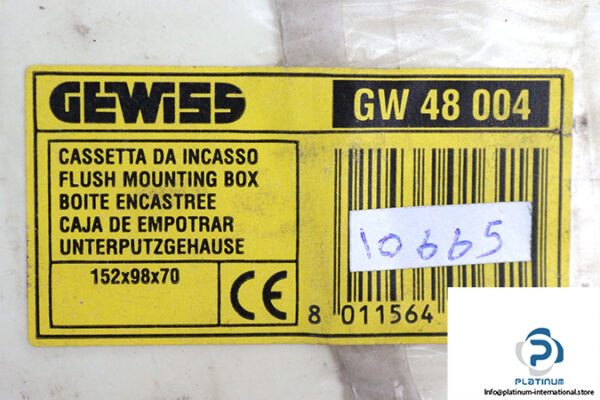 GEWISS
GW 48 004
CASSETTA DA INCASSO
FLUSH MOUNTING BOX
BOITE ENCASTREE
CAJA DE EMPOTRAR
UNTERPUTZGEHAUSE
152x98x70
CE
10665
8 011564
PLATINUM
Info@platinum-international.store